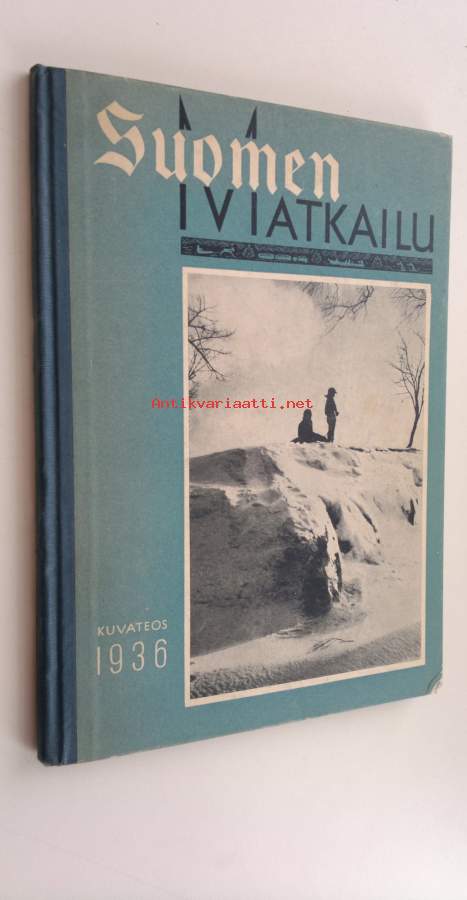 Suomen
MATKAILU
Antikvariaatti.net
KUVATEOS
1936